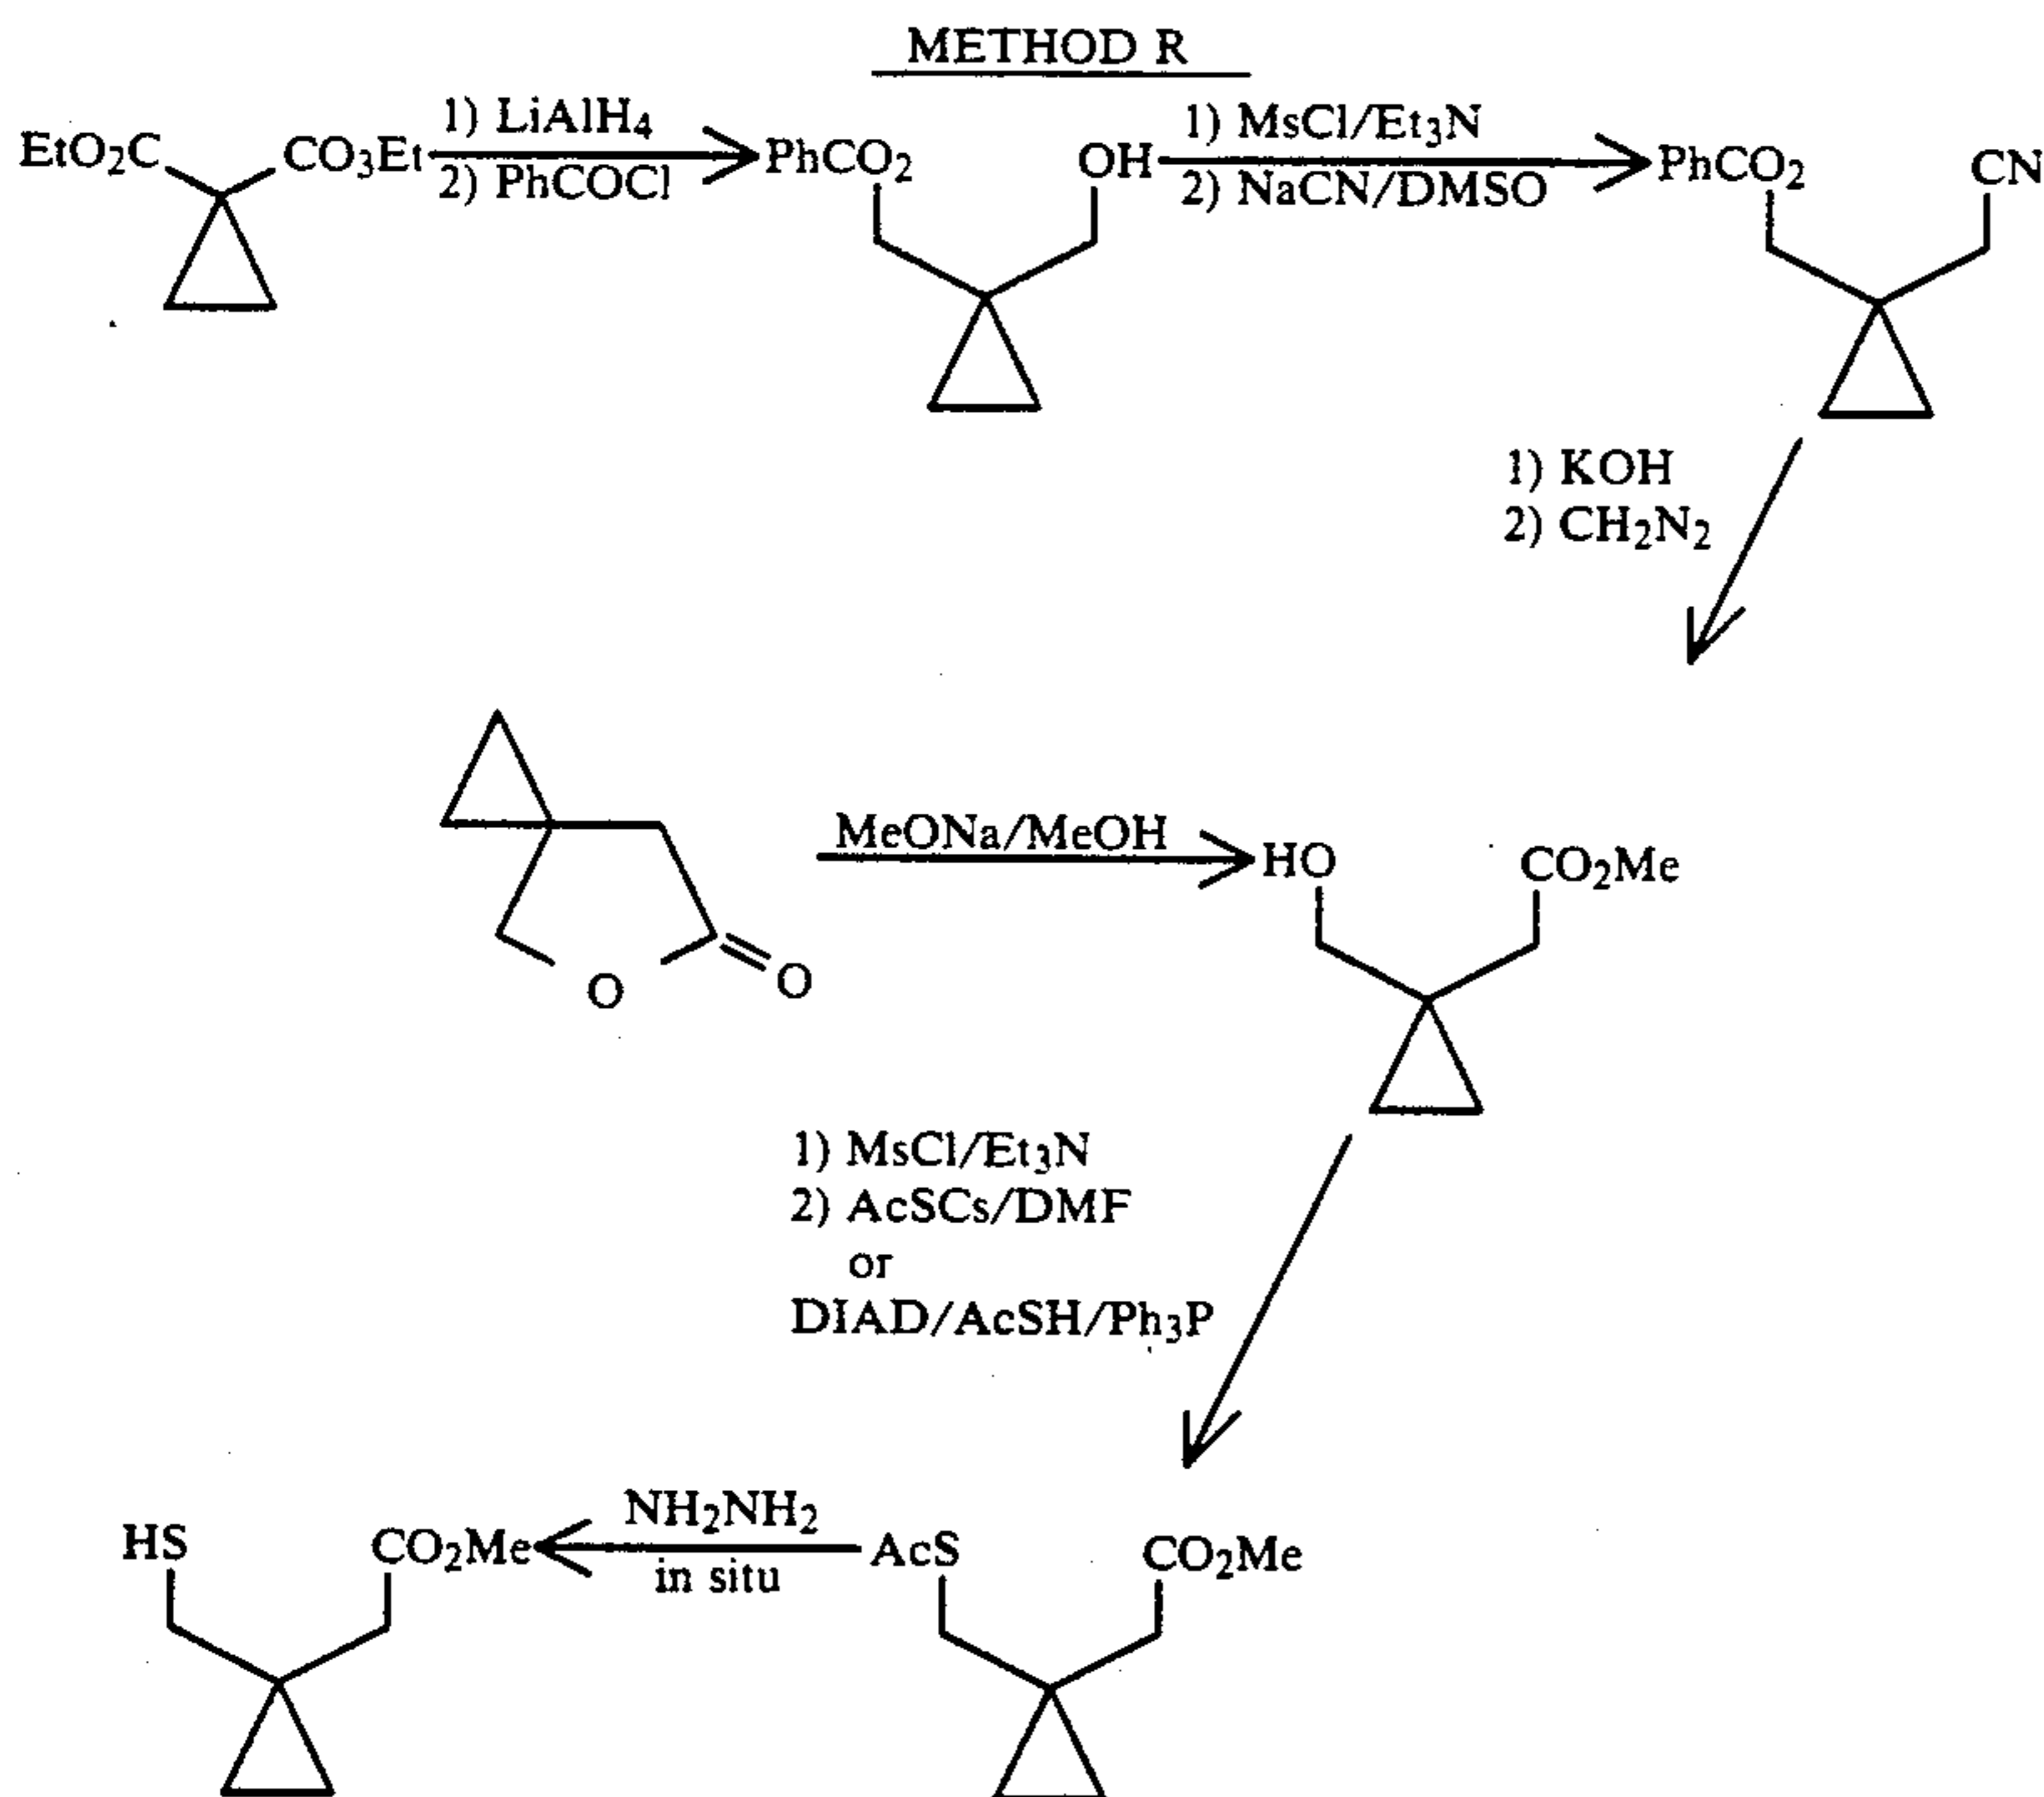 METHOD R
EtO2C CO3Et 1) LiAlH4 2) PhCOCl PhCO2 OH 1) MsCl/Et3N 2) NaCN/DMSO PhCO2 CN
1) KOH
2) CH2N2
O O MeONa/MeOH HO CO2Me
1) MsCl/Et3N
2) AcSCs/DMF
or
DIAD/AcSH/Ph3P
HS CO2Me NH2NH2 in situ AcS CO2Me